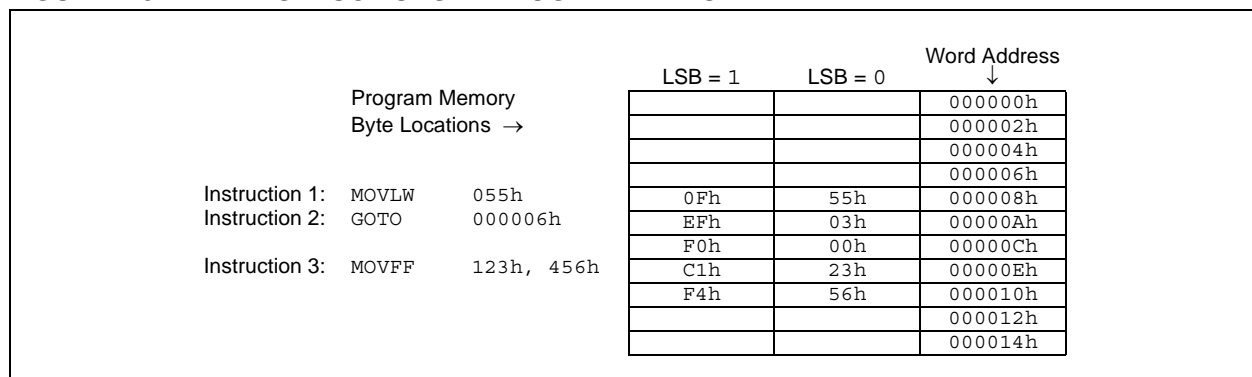 Word Address
LSB = 1 LSB = 0 ↓
Program Memory 000000h
Byte Locations → 000002h
000004h
000006h
Instruction 1: MOVLW 055h 0Fh 55h 000008h
Instruction 2: GOTO 000006h EFh 03h 00000Ah
F0h 00h 00000Ch
Instruction 3: MOVFF 123h, 456h C1h 23h 00000Eh
F4h 56h 000010h
000012h
000014h